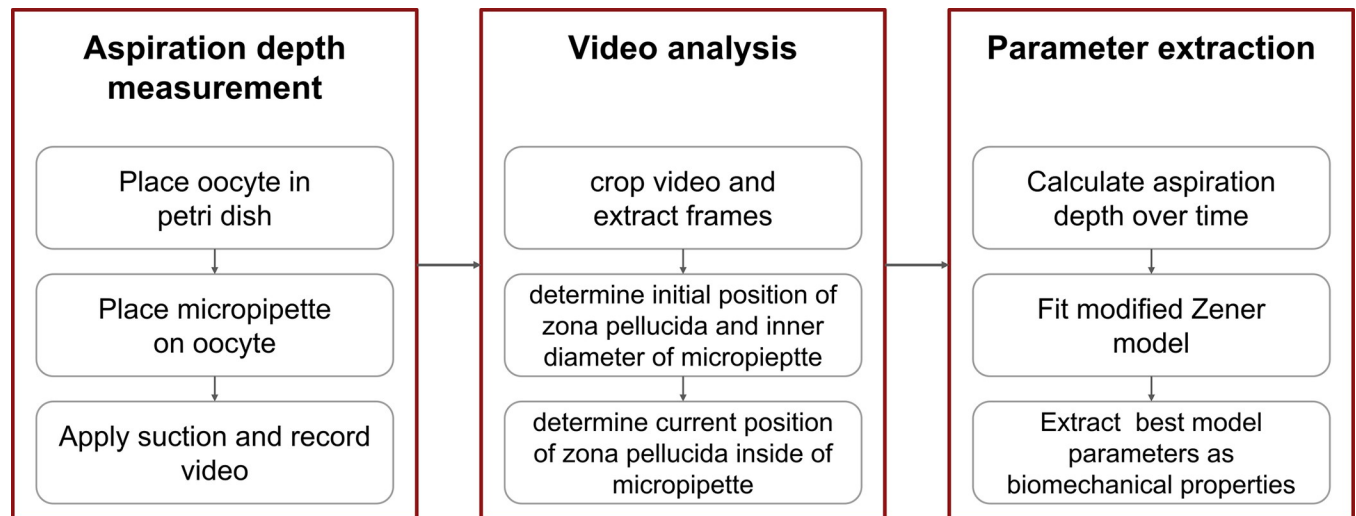 Aspiration depth
measurement
Place oocyte in
petri dish
Place micropipette
on oocyte
Apply suction and record
video
Video analysis
crop video and
extract frames
determine initial position of
zona pellucida and inner
diameter of micropieptte
determine current position
of zona pellucida inside of
micropipette
Parameter extraction
Calculate aspiration
depth over time
Fit modified Zener
model
Extract  best model
parameters as
biomechanical properties